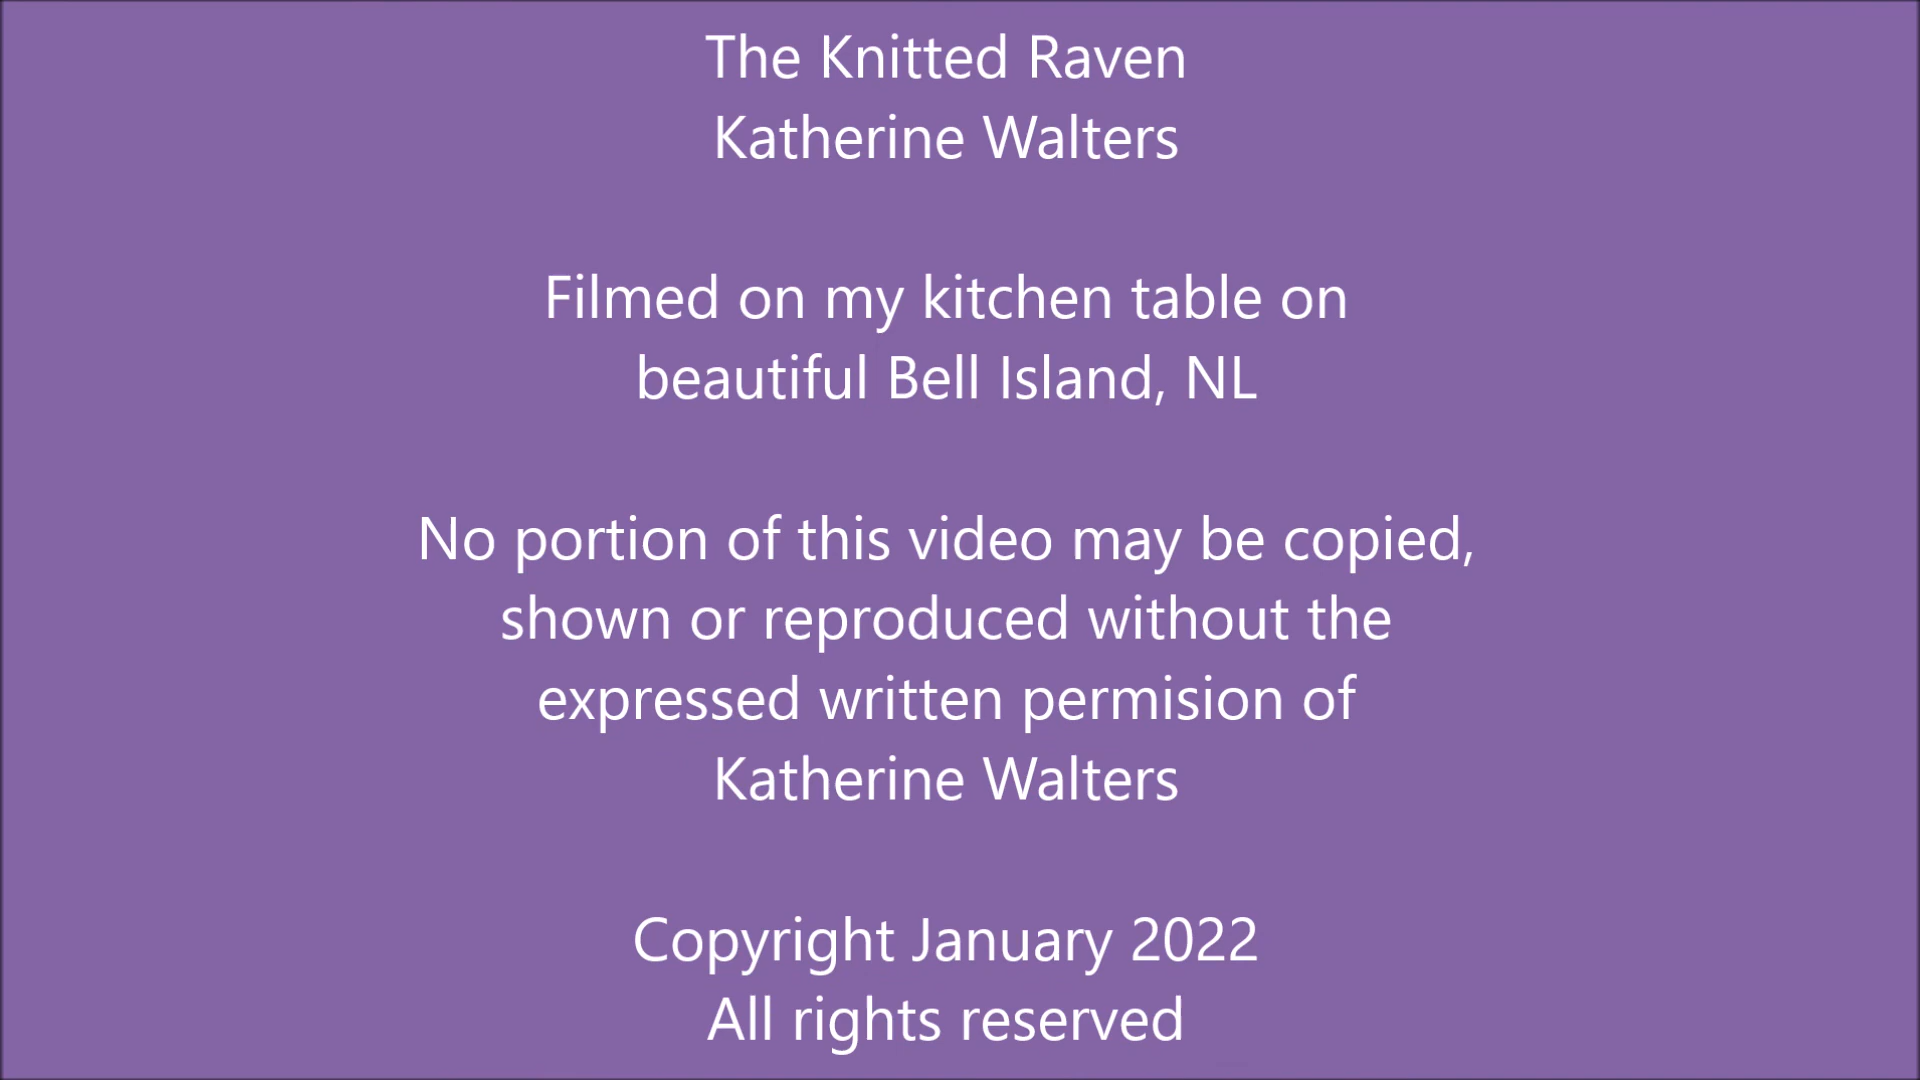 The Knitted Raven
Katherine Walters
Filmed on my kitchen table on
beautiful Bell Island, NL
No portion of this video may be copied,
shown or reproduced without the
expressed written permision of
Katherine Walters
Copyright January 2022
All rights reserved